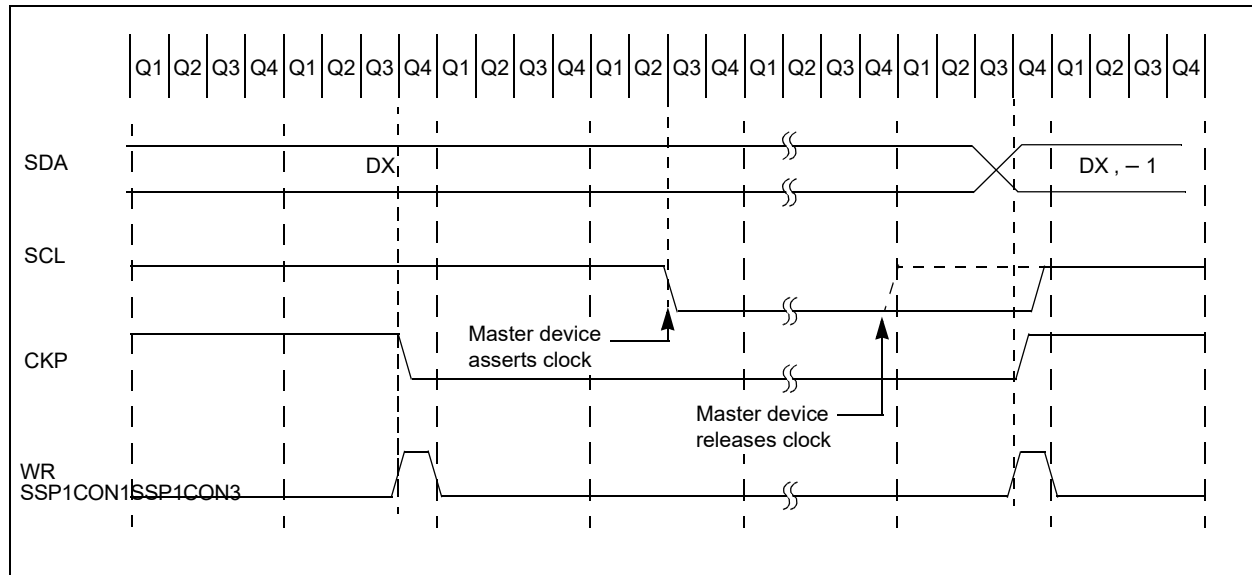 Q1 Q2 Q3 Q4 Q1 Q2 Q3 Q4 Q1 Q2 Q3 Q4 Q1 Q2 Q3 Q4 Q1 Q2 Q3 Q4 Q1 Q2 Q3 Q4 Q1 Q2 Q3 Q4
SDA
DX
DX , – 1
SCL
Master device
asserts clock
CKP
Master device
releases clock
WR
SSP1CON1SSP1CON3